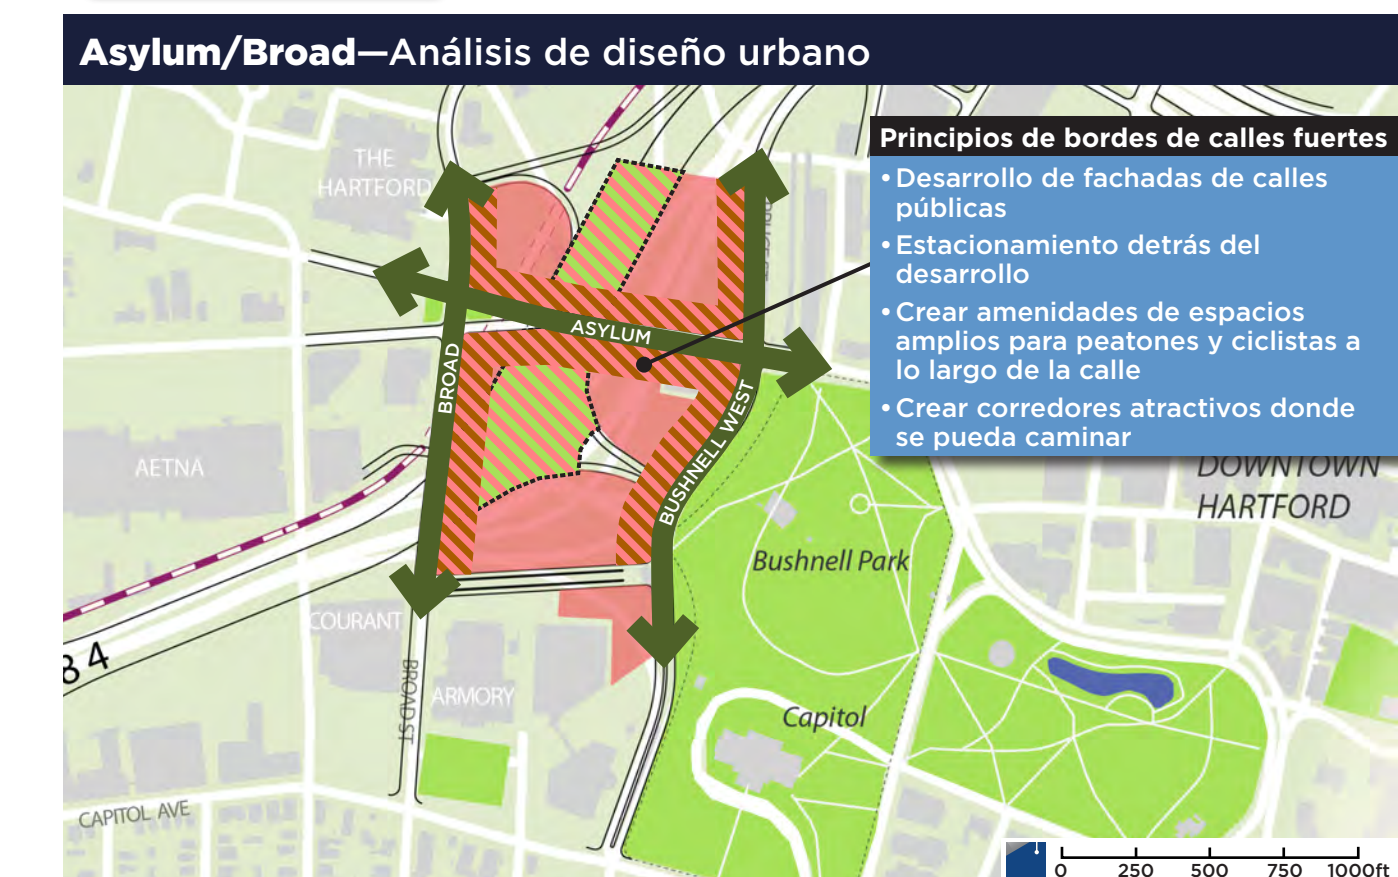 Asylum/Broad—Análisis de diseño urbano
Principios de bordes de calles fuertes
• Desarrollo de fachadas de calles
públicas
• Estacionamiento detrás del
desarrollo
• Crear amenidades de espacios
amplios para peatones y ciclistas a
lo largo de la calle
• Crear corredores atractivos donde
se pueda caminar
THE
HARTFORD
ASYLUM
BROAD
BUSHNELL WEST
AETNA
DOWNTOWN
HARTFORD
Bushnell Park
COURANT
84
BROAD ST
ARMORY
Capitol
CAPITOL AVE
0 250 500 750 1000ft